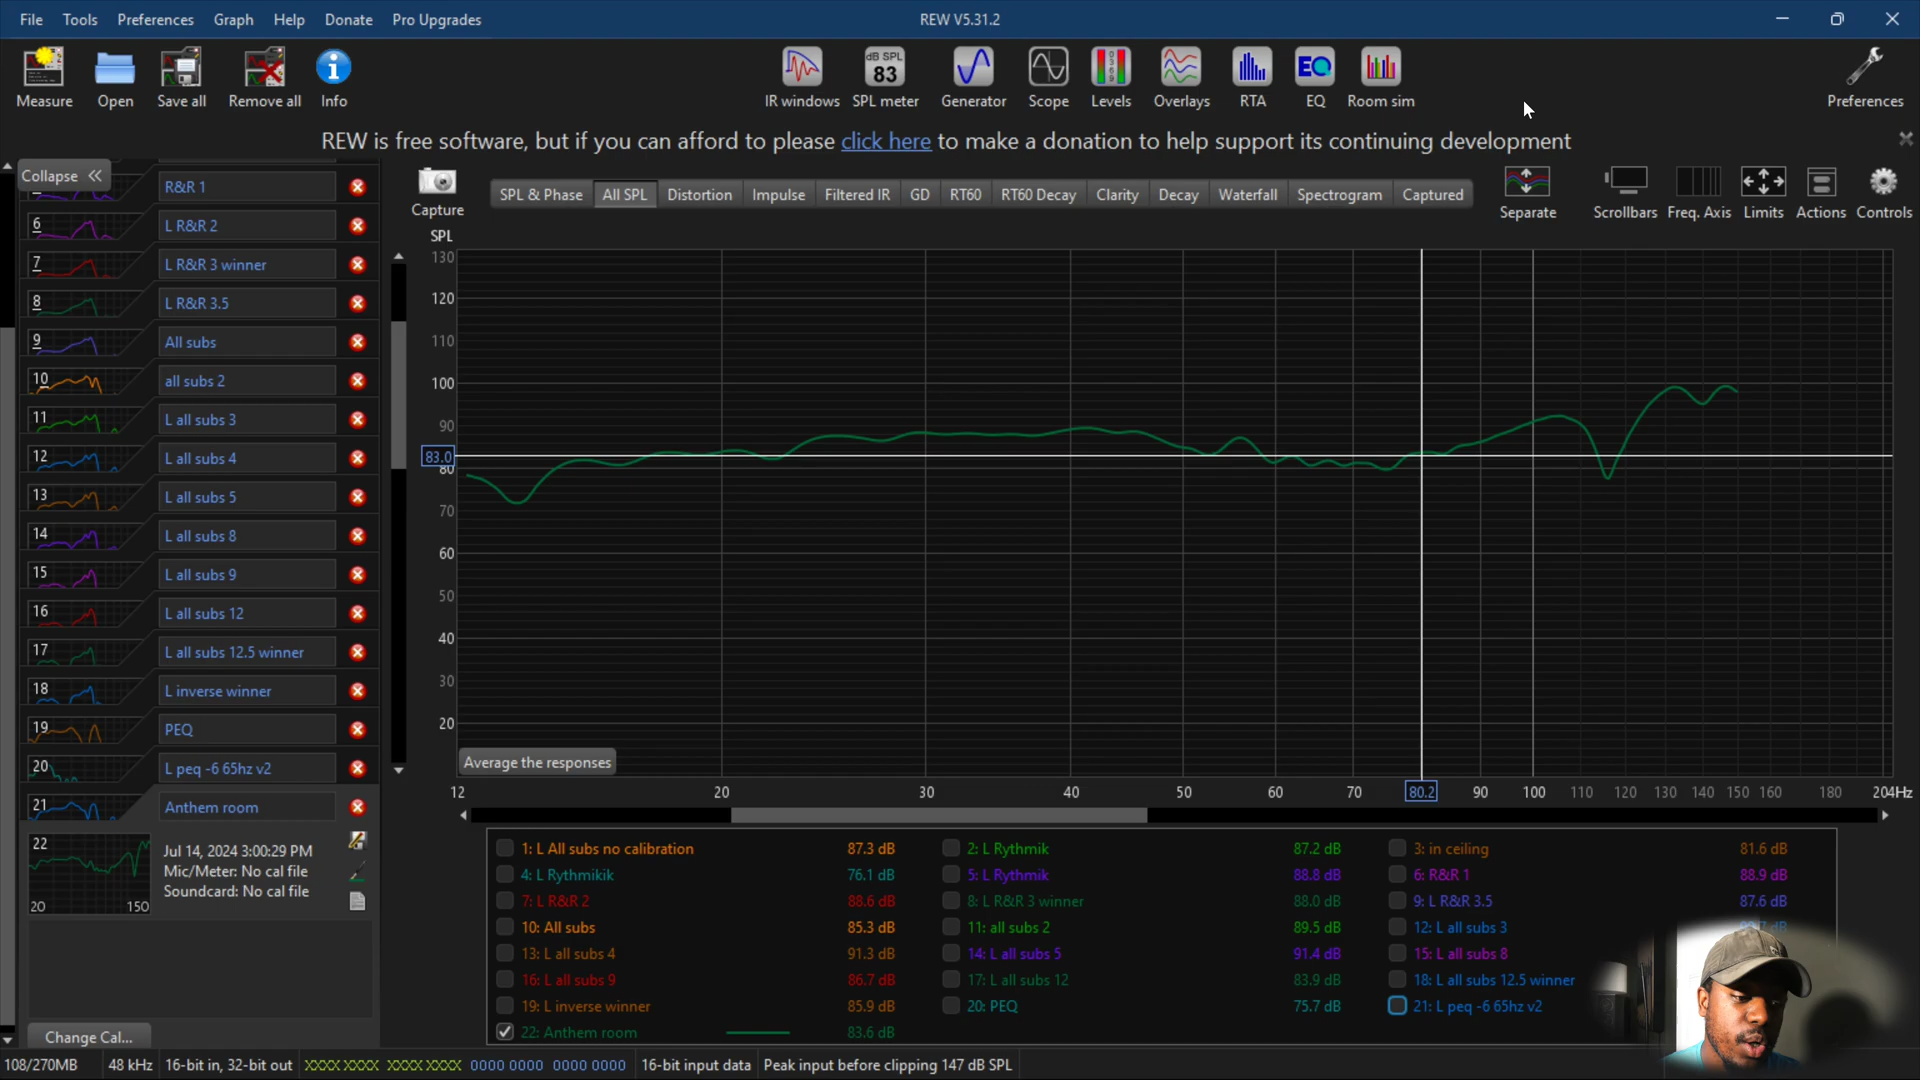 File Tools Preferences Graph Help Donate Pro Upgrades REW V5.31.2
Measure Open Save all Remove all Info IR windows dB SPL 83 SPL meter Generator Scope Levels Overlays RTA EQ EQ Room sim Preferences
REW is free software, but if you can afford to please click here to make a donation to help support its continuing development
Collapse
R&R 1
6 L R&R 2
7 L R&R 3 winner
8 L R&R 3.5
9 All subs
10 all subs 2
11 L all subs 3
12 L all subs 4
13 L all subs 5
14 L all subs 8
15 L all subs 9
16 L all subs 12
17 L all subs 12.5 winner
18 L inverse winner
19 PEQ
20 L peq -6 65hz v2
21 Anthem room
22
Jul 14, 2024 3:00:29 PM
Mic/Meter: No cal file
Soundcard: No cal file
20 150
Change Cal...
Capture
SPL & Phase All SPL Distortion Impulse Filtered IR GD RT60 RT60 Decay Clarity Decay Waterfall Spectrogram Captured
Separate Scrollbars Freq. Axis Limits Actions Controls
SPL
130
120
110
100
90
83.0
80
70
60
50
40
30
20
Average the responses
12 20 30 40 50 60 70 80.2 90 100 110 120 130 140 150 160 180 204Hz
1: L All subs no calibration 87.3 dB 2: L Rythmik 87.2 dB 3: in ceiling 81.6 dB
4: L Rythmikik 76.1 dB 5: L Rythmik 88.8 dB 6: R&R 1 88.9 dB
7: L R&R 2 88.6 dB 8: L R&R 3 winner 88.0 dB 9: L R&R 3.5 87.6 dB
10: All subs 85.3 dB 11: all subs 2 89.5 dB 12: L all subs 3
13: L all subs 4 91.3 dB 14: L all subs 5 91.4 dB 15: L all subs 8
16: L all subs 9 86.7 dB 17: L all subs 12 83.9 dB 18: L all subs 12.5 winner
19: L inverse winner 85.9 dB 20: PEQ 75.7 dB 21: L peq -6 65hz v2
22: Anthem room 83.6 dB
108/270MB 48 kHz 16-bit in, 32-bit out XXXX XXXX XXXX XXXX 0000 0000 0000 0000 16-bit input data Peak input before clipping 147 dB SPL